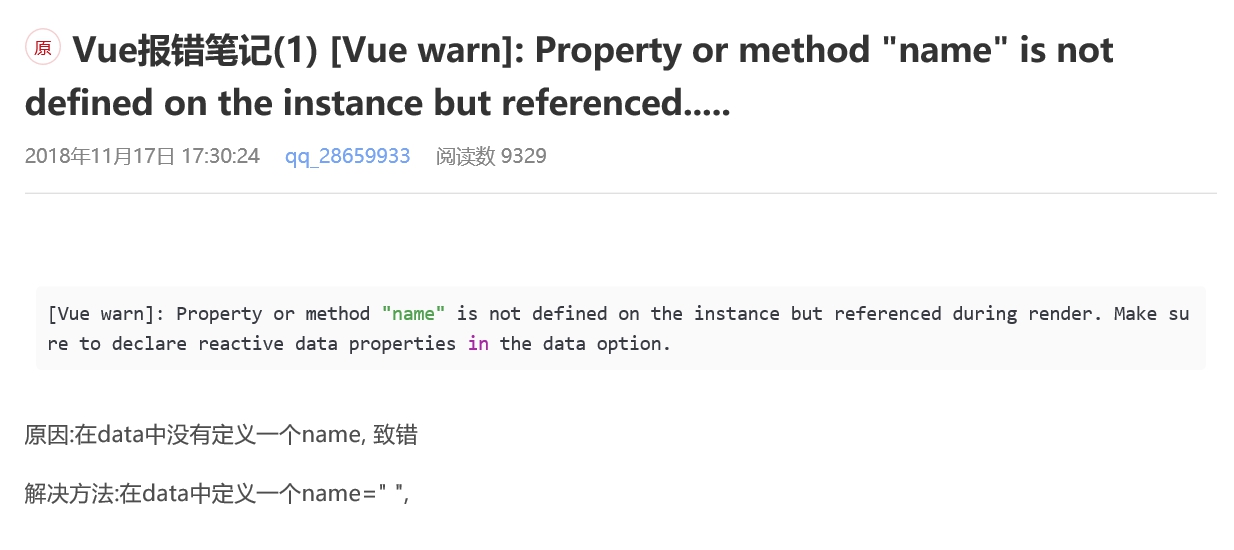 原 Vue报错笔记(1) [Vue warn]: Property or method "name" is not
defined on the instance but referenced.....
2018年11月17日 17:30:24 qq_28659933 阅读数 9329
[Vue warn]: Property or method "name" is not defined on the instance but referenced during render. Make su
re to declare reactive data properties in the data option.
原因:在data中没有定义一个name, 致错
解决方法:在data中定义一个name=" ",